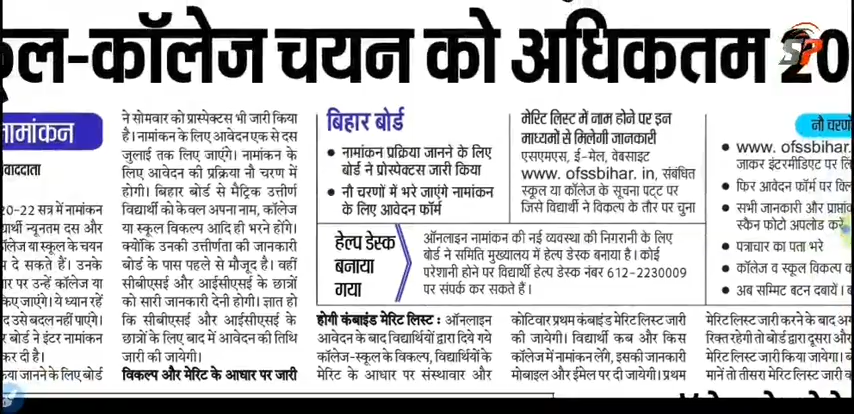 ूल-कॉलेज चयन को अधिकतम 20
SP
नामांकन
वाददाता
20-22 सत्र में नामांकन
द्यार्थी न्यूनतम दस और
ॉलेज या स्कूल के चयन
प दे सकते हैं। उनके
ार पर उन्हें कॉलेज या
किए जाएंगे। ये ध्यान रहें
द उसे बदल नहीं पाएंगे।
र बोर्ड ने इंटर नामांकन
कर दी है।
क्रया जानने के लिए बोर्ड
ने सोमवार को प्रास्पेक्टस भी जारी किया
है। नामांकन के लिए आवेदन एक से दस
जुलाई तक लिए जाएंगे। नामांकन के
लिए आवेदन की प्रक्रिया नौ चरण में
होगी। बिहार बोर्ड से मैट्रिक उत्तीर्ण
विद्यार्थी को केवल अपना नाम, कॉलेज
या स्कूल विकल्प आदि ही भरने होंगे।
क्योंकि उनकी उत्तीर्णता की जानकारी
बोर्ड के पास पहले से मौजूद है। वहीं
सीबीएसई और आईसीएसई के छात्रों
को सारी जानकारी देनी होगी। ज्ञात हो
कि सीबीएसई और आईसीएसई के
छात्रों के लिए बाद में आवेदन की तिथि
जारी की जायेगी।
विकल्प और मेरिट के आधार पर जारी
बिहार बोर्ड
● नामांकन प्रक्रिया जानने के लिए
बोर्ड ने प्रोस्पेक्टस जारी किया
● नौ चरणों में भरे जाएंगे नामांकन
के लिए आवेदन फॉर्म
मेरिट लिस्ट में नाम होने पर इन
माध्यमों से मिलेगी जानकारी
एसएमएस, ई-मेल, वेबसाइट
www. ofssbihar. in, संबंधित
स्कूल या कॉलेज के सूचना पट्ट पर
जिसे विद्यार्थी ने विकल्प के तौर पर चुना
हेल्प डेस्क
बनाया
गया
ऑनलाइन नामांकन की नई व्यवस्था की निगरानी के लिए
बोर्ड ने समिति मुख्यालय में हेल्प डेस्क बनाया है। कोई
परेशानी होने पर विद्यार्थी हेल्प डेस्क नंबर 612-2230009
पर संपर्क कर सकते हैं।
होगी कंबाइंड मेरिट लिस्ट : ऑनलाइन
आवेदन के बाद विद्यार्थियों द्वारा दिये गये
कॉलेज-स्कूल के विकल्प, विद्यार्थियों के
मेरिट के आधार पर संस्थावार और
कोटिवार प्रथम कंबाइंड मेरिट लिस्ट जारी
की जायेगी। विद्यार्थी कब और किस
कॉलेज में नामांकन लेंगे, इसकी जानकारी
मोबाइल और ईमेल पर दी जायेगी। प्रथम
नौ चरणों
● www. ofssbihar.
जाकर इंटरमीडिएट पर लि
● फिर आवेदन फॉर्म पर क्लि
● सभी जानकारी और प्राप्तां
स्कैन फोटो अपलोड करें
● पत्राचार का पता भरे
● कॉलेज व स्कूल विकल्प क
● अब सम्मिट बटन दबायें। ब
मेरिट लिस्ट जारी करने के बाद अग
रिक्त रहेगी तो बोर्ड द्वारा दूसरा और
मेरिट लिस्ट जारी किया जायेगा। ब
मानें तो तीसरा मेरिट लिस्ट जारी क